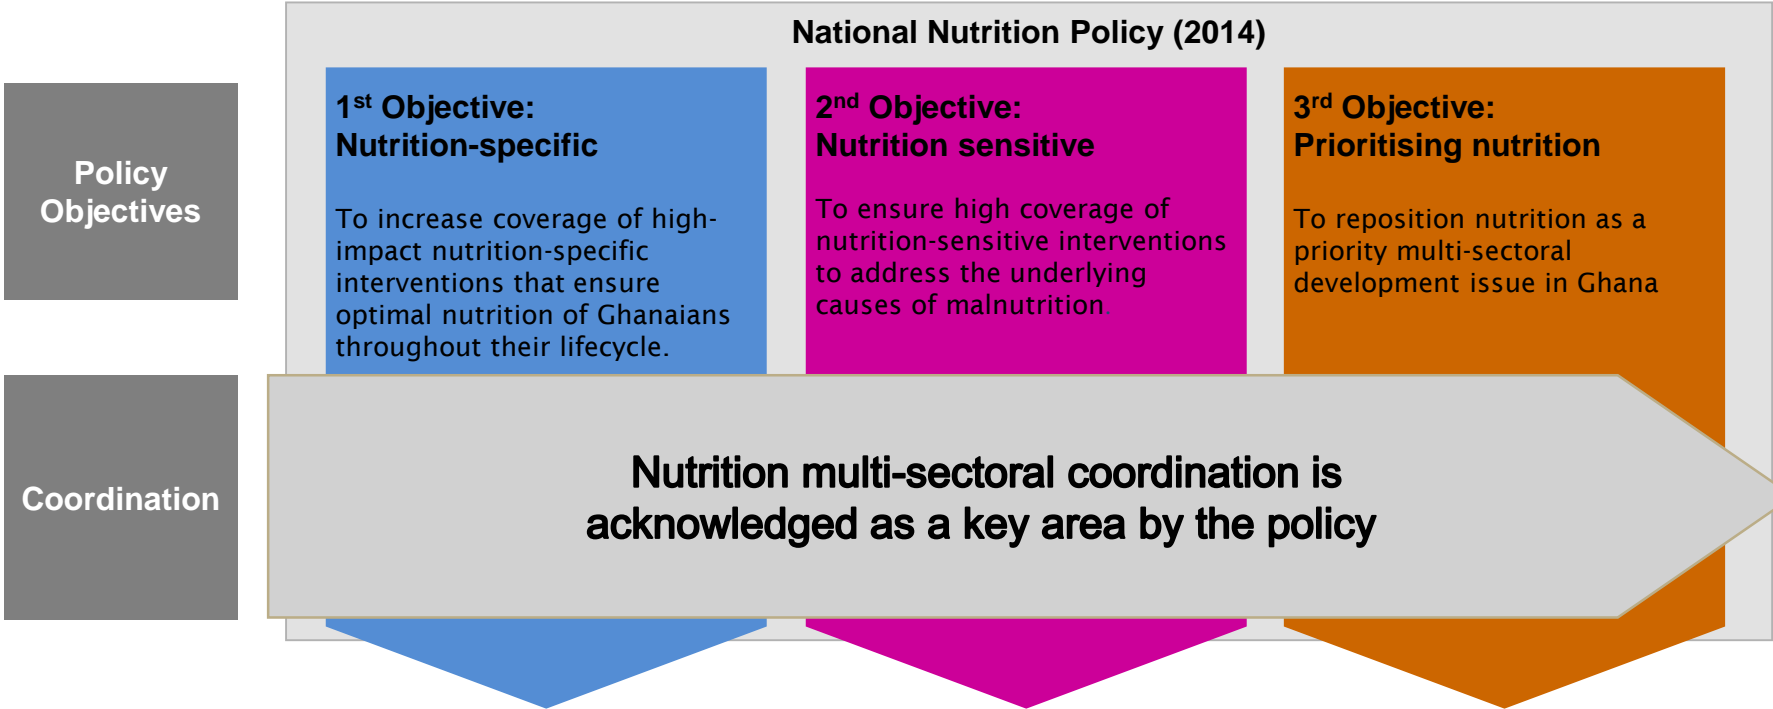 National Nutrition Policy (2014)
Policy
Objectives
1st Objective:
Nutrition-specific
To increase coverage of high-
impact nutrition-specific
interventions that ensure
optimal nutrition of Ghanaians
throughout their lifecycle.
2nd Objective:
Nutrition sensitive
To ensure high coverage of
nutrition-sensitive interventions
to address the underlying
causes of malnutrition.
3rd Objective:
Prioritising nutrition
To reposition nutrition as a
priority multi-sectoral
development issue in Ghana
Coordination
Nutrition multi-sectoral coordination is
acknowledged as a key area by the policy